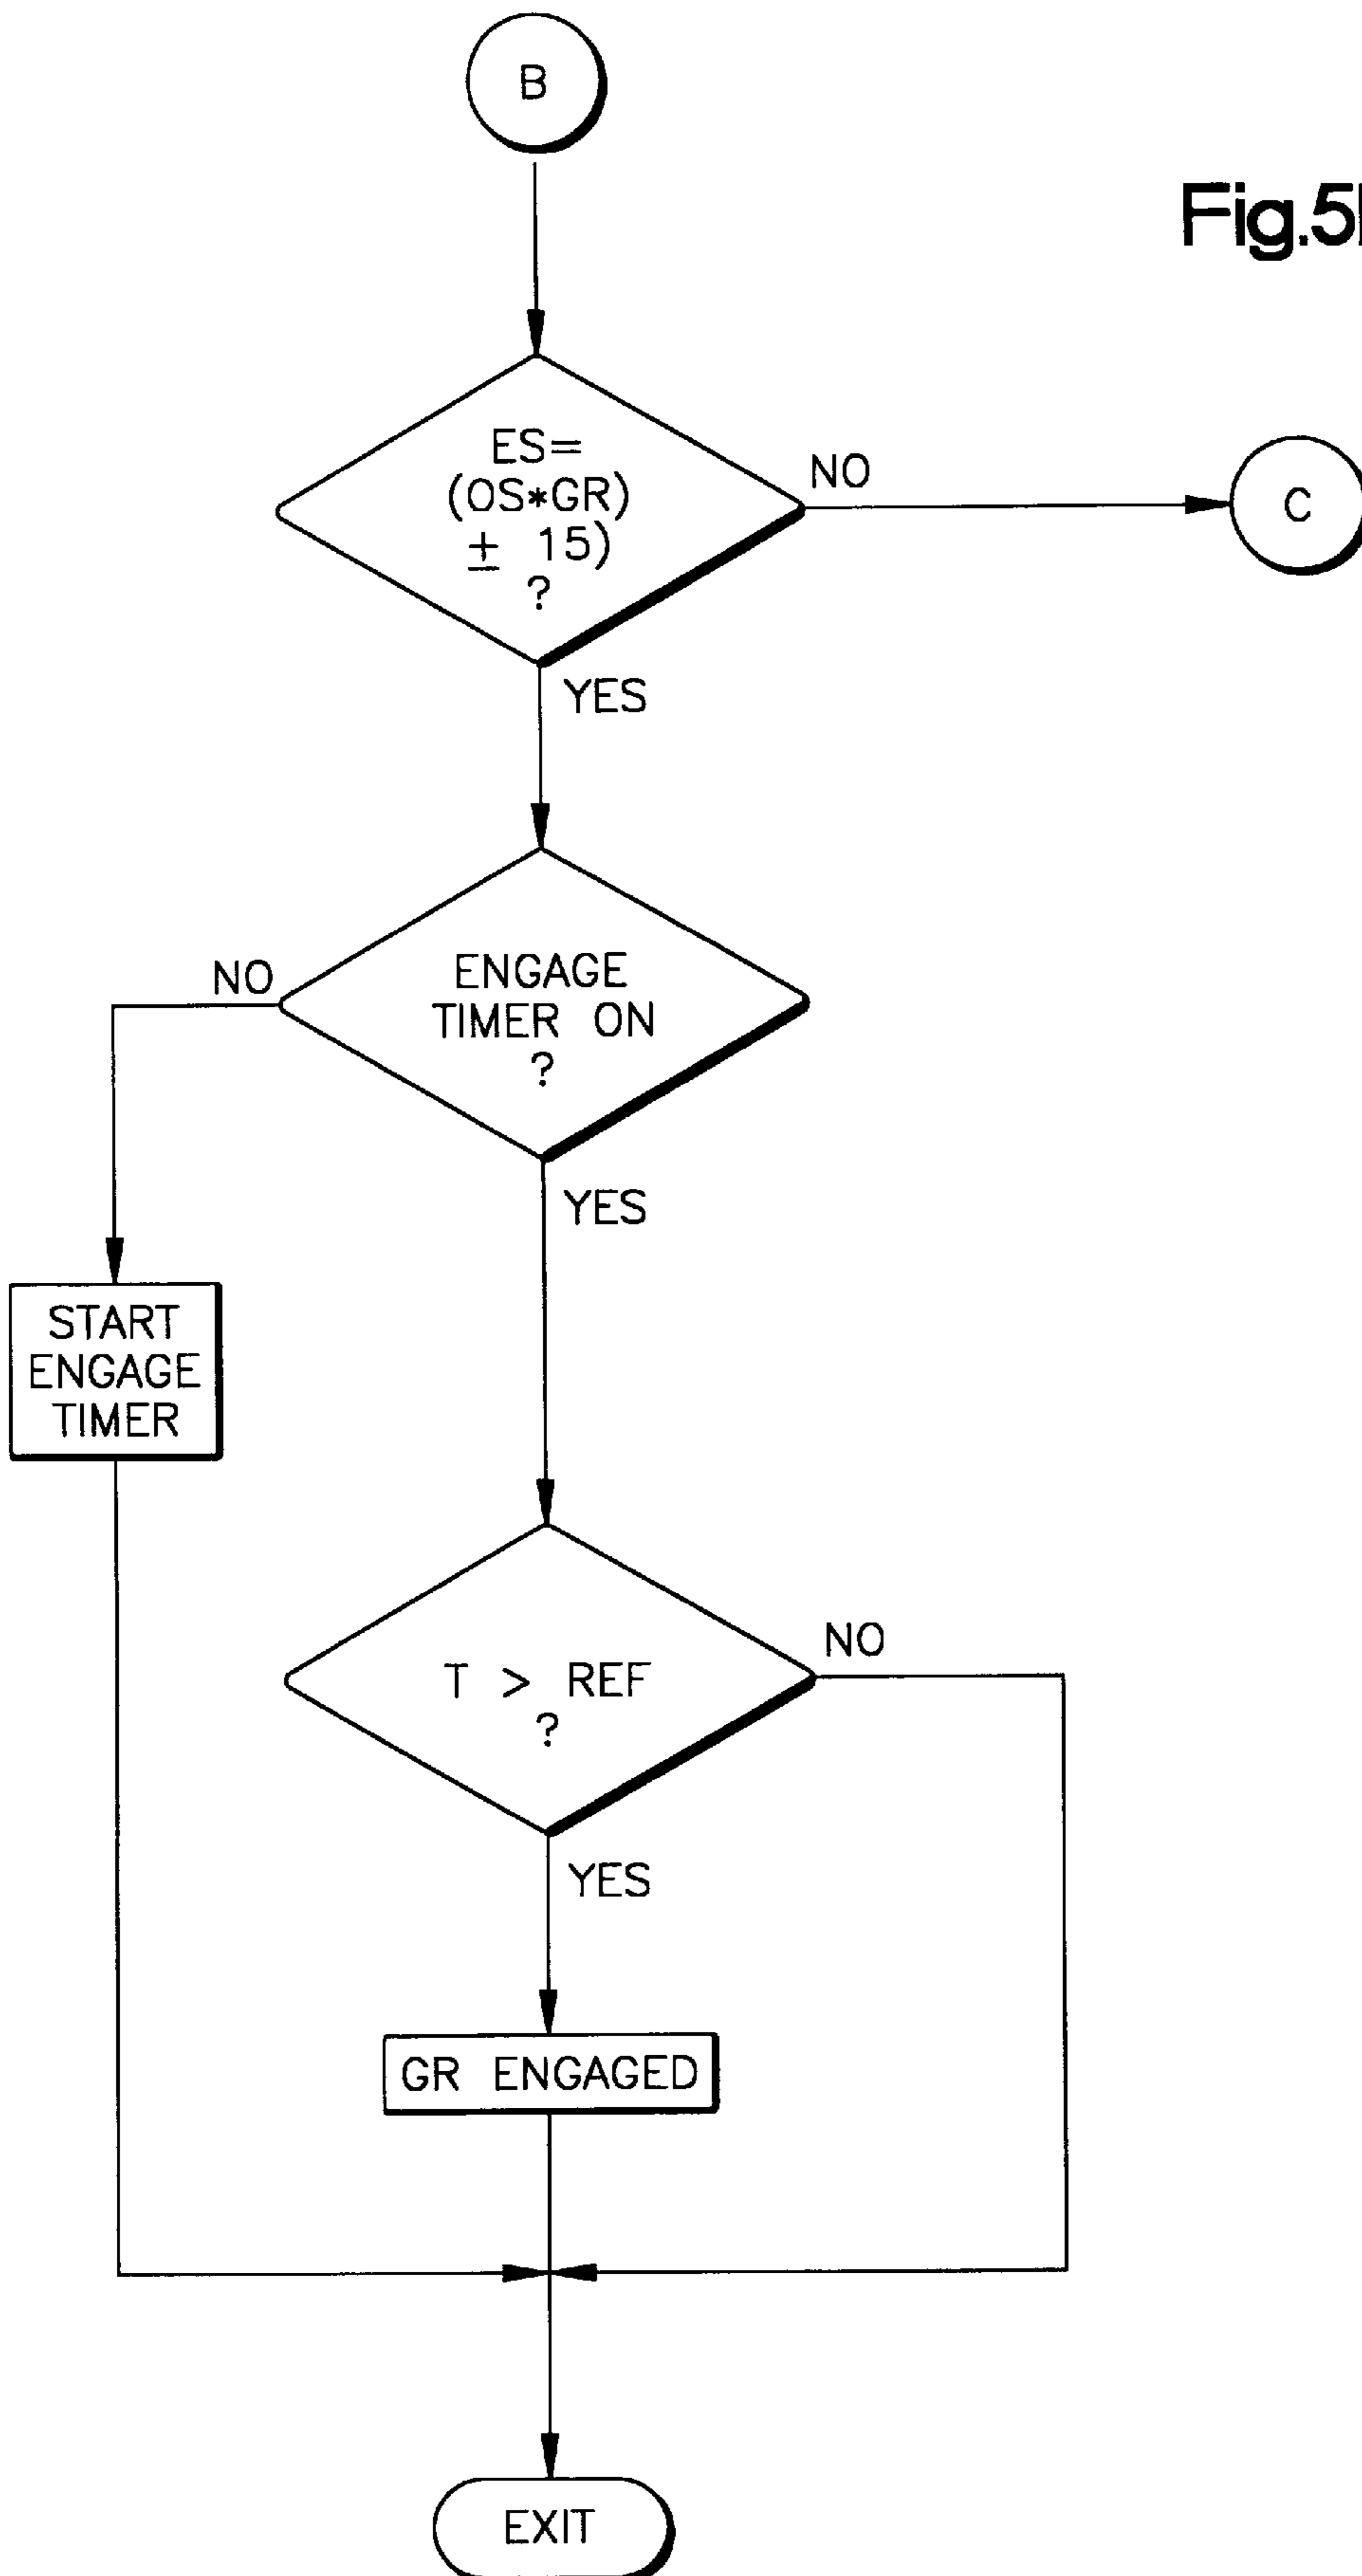 B
Fig.5
ES=
(OS*GR)
± 15)
?
NO
C
YES
ENGAGE
TIMER ON
?
NO
YES
START
ENGAGE
TIMER
T > REF
?
NO
YES
GR ENGAGED
EXIT